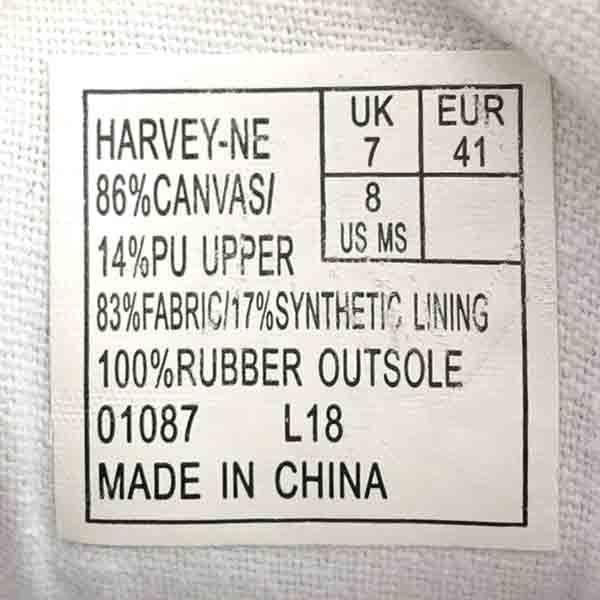 HARVEY-NE
UK
7
EUR
41
8
US MS
86%CANVAS/
14%PU UPPER
83%FABRIC/17%SYNTHETIC LINING
100%RUBBER OUTSOLE
01087 L18
MADE IN CHINA